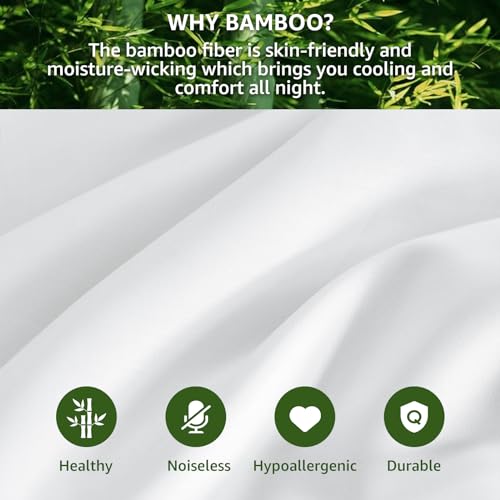 WHY BAMBOO?
The bamboo fiber is skin-friendly and
moisture-wicking which brings you cooling and
comfort all night.
Q
Healthy Noiseless Hypoallergenic Durable